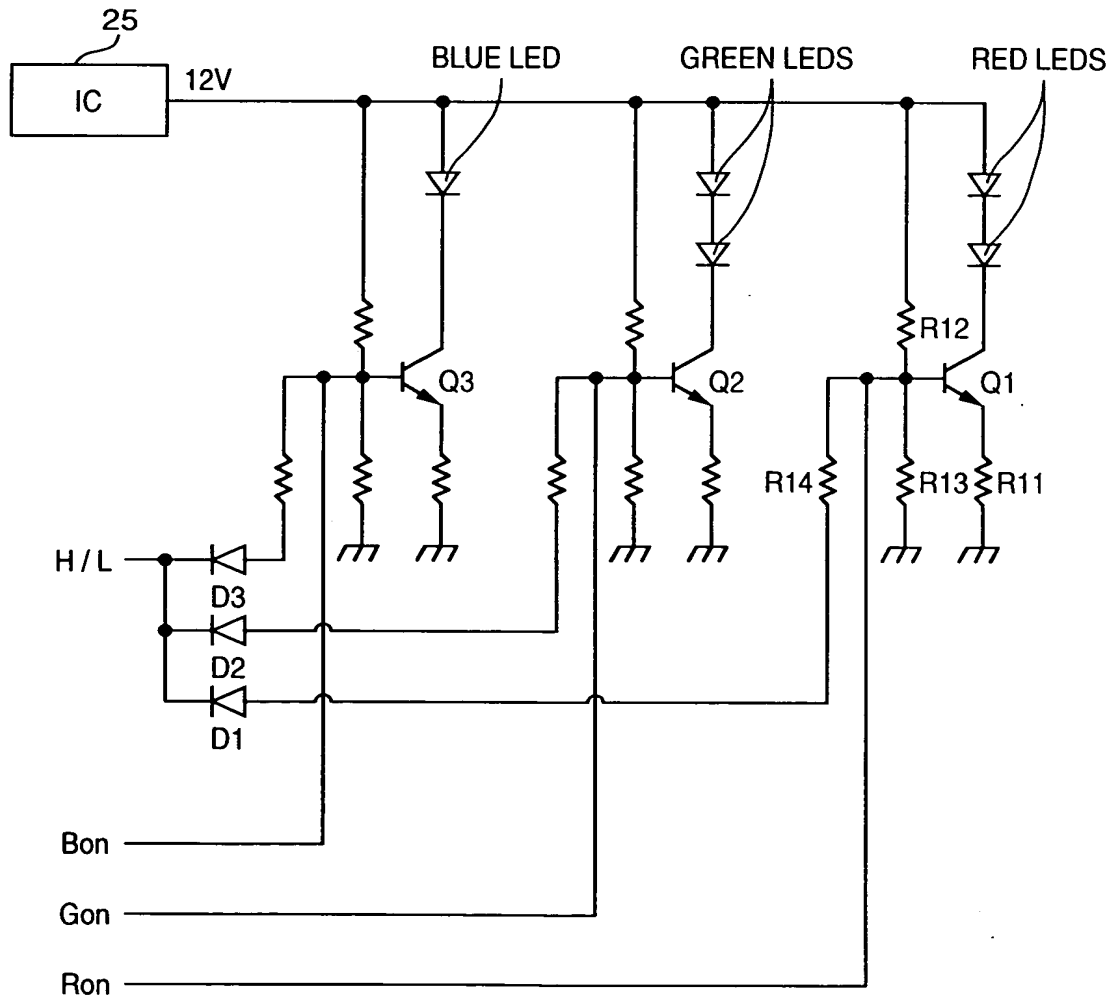 25
IC
12V
BLUE LED
GREEN LEDS
RED LEDS
R12
Q3
Q2
Q1
R14
R13
R11
H / L
D3
D2
D1
Bon
Gon
Ron